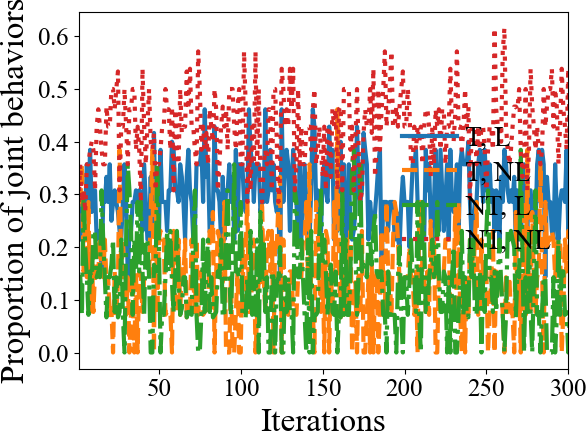 Proportion of joint behaviors
0.6
0.5
0.4
0.3
0.2
0.1
0.0
T, L
T, NL
NT, L
NT, NL
50 100 150 200 250 300
Iterations